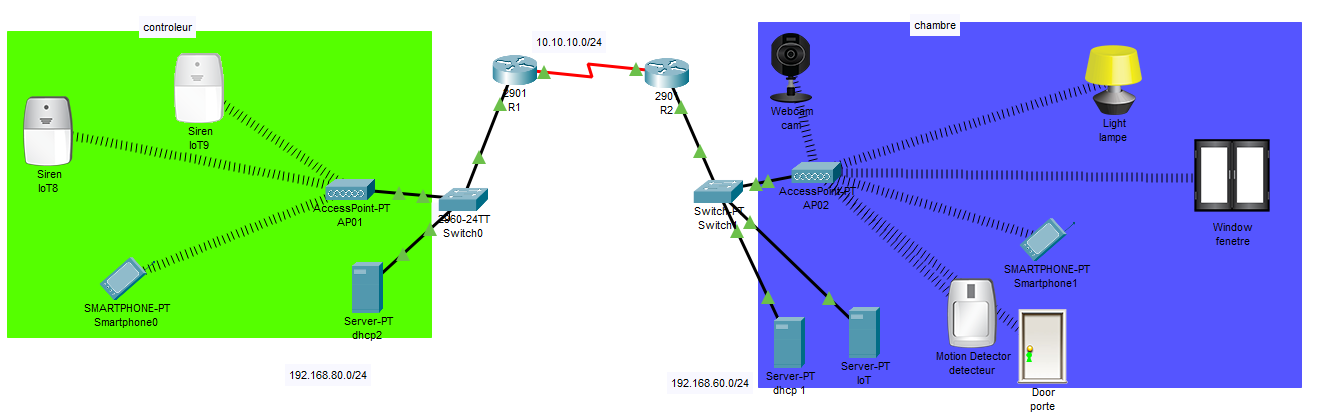 controleur
chambre
10.10.10.0/24
2901
R1
290
R2
Siren
IoT9
Siren
IoT8
Webcam
cam
Light
lampe
AccessPoint-PT
AP01
2960-24TT
Switch0
Switch-PT
Switch1
AccessPoint-PT
AP02
Window
fenetre
SMARTPHONE-PT
Smartphone0
SMARTPHONE-PT
Smartphone1
Server-PT
dhcp2
Server-PT
dhcp 1
Server-PT
IoT
Motion Detector
detecteur
Door
porte
192.168.80.0/24
192.168.60.0/24